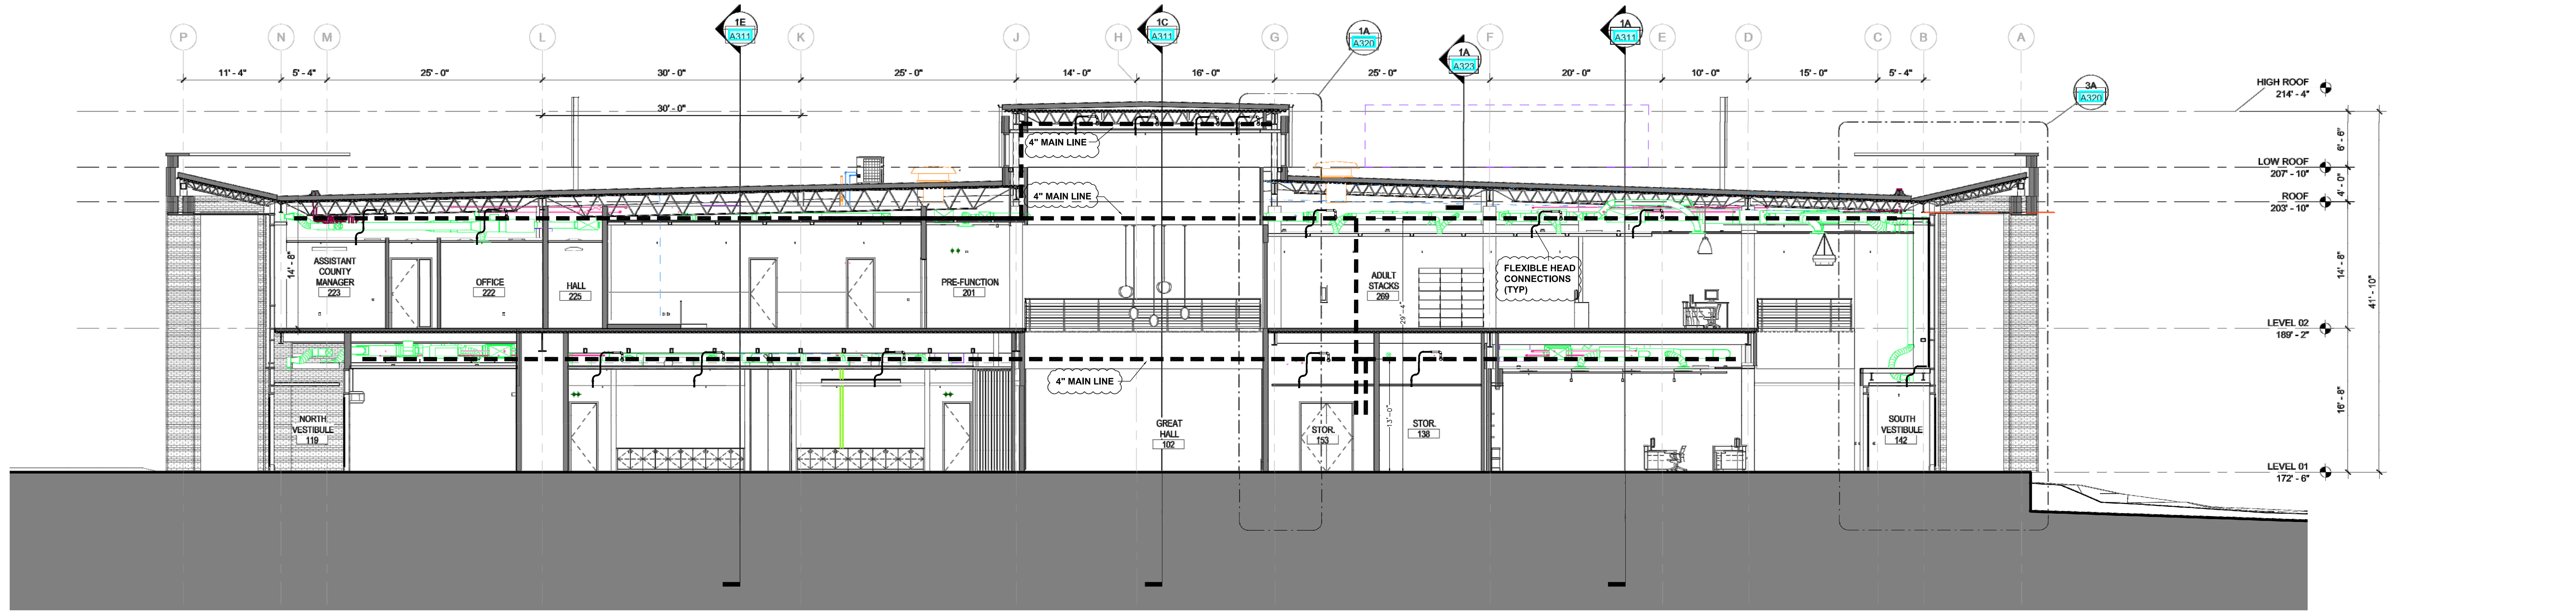 1E
A311
1C
A311
1A
A320
1A
A323
1A
A311
P
N
M
L
K
J
H
G
F
E
D
C
B
A
11' - 4"
5' - 4"
25' - 0"
30' - 0"
25' - 0"
14' - 0"
16' - 0"
25' - 0"
20' - 0"
10' - 0"
15' - 0"
5' - 4"
30' - 0"
3A
A320
HIGH ROOF
214' - 4"
6' - 6"
LOW ROOF
207' - 10"
4' - 0"
ROOF
203' - 10"
14' - 8"
41' - 10"
LEVEL 02
189' - 2"
16' - 8"
LEVEL 01
172' - 6"
4" MAIN LINE
4" MAIN LINE
14' - 8"
ASSISTANT
COUNTY
MANAGER
223
OFFICE
222
HALL
225
PRE-FUNCTION
201
ADULT
STACKS
269
29' - 4"
FLEXIBLE HEAD
CONNECTIONS
(TYP)
4" MAIN LINE
NORTH
VESTIBULE
119
GREAT
HALL
102
STOR.
153
13' - 0"
STOR.
138
SOUTH
VESTIBULE
142